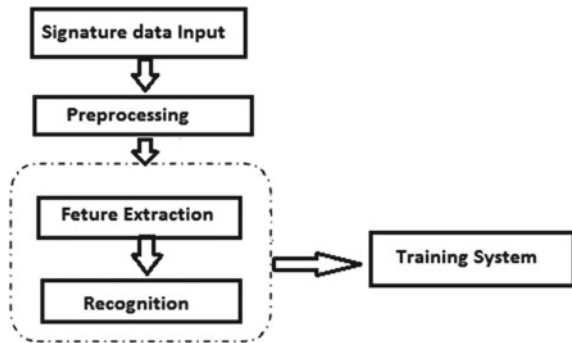 Signature data Input
Preprocessing
Feture Extraction
Recognition
Training System